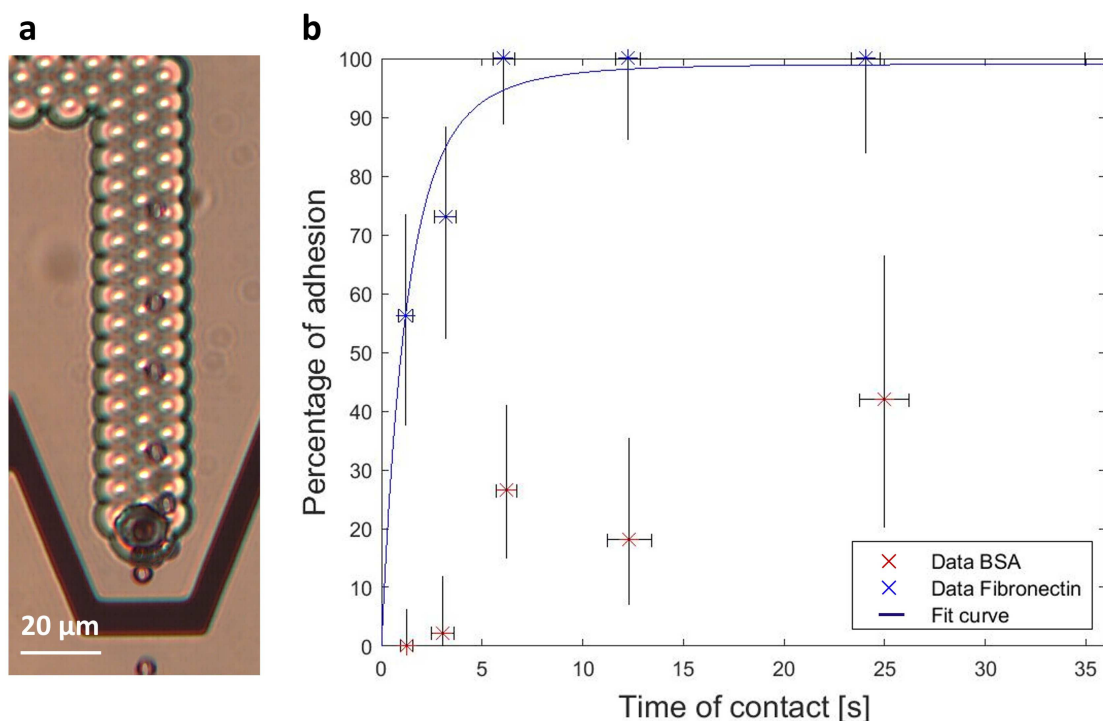 a
20 µm
b
Percentage of adhesion
100
90
80
70
60
50
40
30
20
10
0
0 5 10 15 20 25 30 35
Time of contact [s]
Data BSA
Data Fibronectin
Fit curve